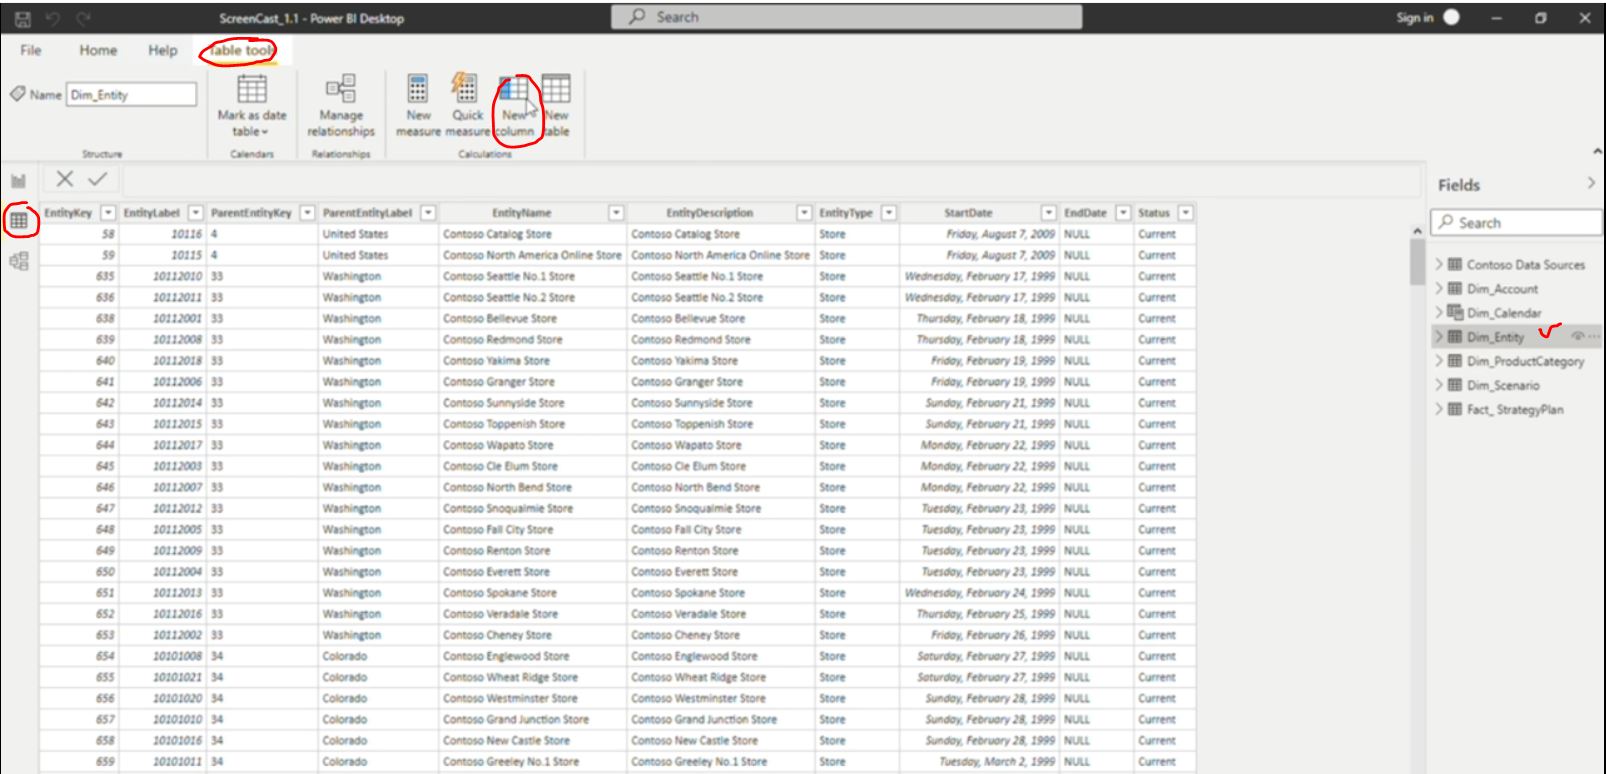 ScreenCast_1.1 - Power BI Desktop
Search
Sign in
File Home Help Table tools
Name Dim_Entity
Mark as date table
Manage relationships
New measure
Quick measure
New column
New table
Structure Calendars Relationships Calculations
Fields
Search
Contoso Data Sources
Dim_Account
Dim_Calendar
Dim_Entity
Dim_ProductCategory
Dim_Scenario
Fact_ StrategyPlan
EntityKey EntityLabel ParentEntityKey ParentEntityLabel EntityName EntityDescription EntityType StartDate EndDate Status
58 10116 4 United States Contoso Catalog Store Contoso Catalog Store Store Friday, August 7, 2009 NULL Current
59 10115 4 United States Contoso North America Online Store Contoso North America Online Store Store Friday, August 7, 2009 NULL Current
635 10112010 33 Washington Contoso Seattle No.1 Store Contoso Seattle No.1 Store Store Wednesday, February 17, 1999 NULL Current
636 10112011 33 Washington Contoso Seattle No.2 Store Contoso Seattle No.2 Store Store Wednesday, February 17, 1999 NULL Current
638 10112001 33 Washington Contoso Bellevue Store Contoso Bellevue Store Store Thursday, February 18, 1999 NULL Current
639 10112008 33 Washington Contoso Redmond Store Contoso Redmond Store Store Thursday, February 18, 1999 NULL Current
640 10112018 33 Washington Contoso Yakima Store Contoso Yakima Store Store Friday, February 19, 1999 NULL Current
641 10112006 33 Washington Contoso Granger Store Contoso Granger Store Store Friday, February 19, 1999 NULL Current
642 10112014 33 Washington Contoso Sunnyside Store Contoso Sunnyside Store Store Sunday, February 21, 1999 NULL Current
643 10112015 33 Washington Contoso Toppenish Store Contoso Toppenish Store Store Sunday, February 21, 1999 NULL Current
644 10112017 33 Washington Contoso Wapato Store Contoso Wapato Store Store Monday, February 22, 1999 NULL Current
645 10112003 33 Washington Contoso Cle Elum Store Contoso Cle Elum Store Store Monday, February 22, 1999 NULL Current
646 10112007 33 Washington Contoso North Bend Store Contoso North Bend Store Store Monday, February 22, 1999 NULL Current
647 10112012 33 Washington Contoso Snoqualmie Store Contoso Snoqualmie Store Store Tuesday, February 23, 1999 NULL Current
648 10112005 33 Washington Contoso Fall City Store Contoso Fall City Store Store Tuesday, February 23, 1999 NULL Current
649 10112009 33 Washington Contoso Renton Store Contoso Renton Store Store Tuesday, February 23, 1999 NULL Current
650 10112004 33 Washington Contoso Everett Store Contoso Everett Store Store Tuesday, February 23, 1999 NULL Current
651 10112013 33 Washington Contoso Spokane Store Contoso Spokane Store Store Wednesday, February 24, 1999 NULL Current
652 10112016 33 Washington Contoso Veradale Store Contoso Veradale Store Store Thursday, February 25, 1999 NULL Current
653 10112002 33 Washington Contoso Cheney Store Contoso Cheney Store Store Friday, February 26, 1999 NULL Current
654 10101008 34 Colorado Contoso Englewood Store Contoso Englewood Store Store Saturday, February 27, 1999 NULL Current
655 10101021 34 Colorado Contoso Wheat Ridge Store Contoso Wheat Ridge Store Store Saturday, February 27, 1999 NULL Current
656 10101020 34 Colorado Contoso Westminster Store Contoso Westminster Store Store Sunday, February 28, 1999 NULL Current
657 10101010 34 Colorado Contoso Grand Junction Store Contoso Grand Junction Store Store Sunday, February 28, 1999 NULL Current
658 10101016 34 Colorado Contoso New Castle Store Contoso New Castle Store Store Sunday, February 28, 1999 NULL Current
659 10101011 34 Colorado Contoso Greeley No.1 Store Contoso Greeley No.1 Store Store Tuesday, March 2, 1999 NULL Current